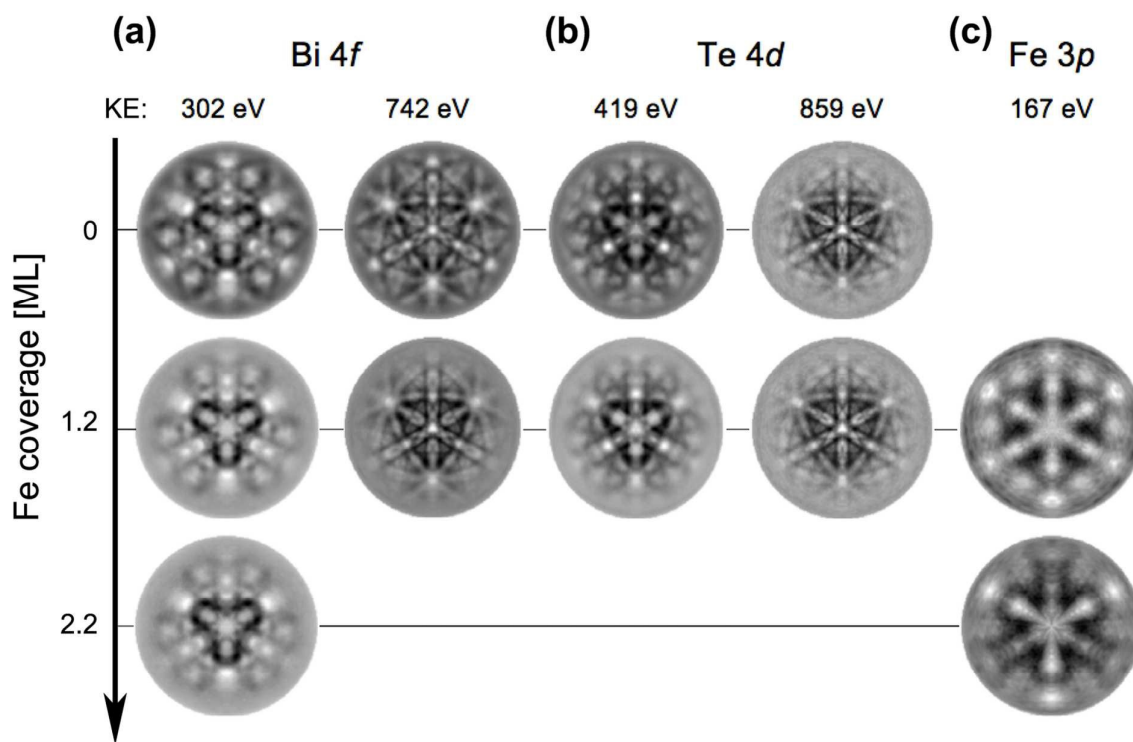 (a) (b) (c)
Bi 4f Te 4d Fe 3p
KE: 302 eV 742 eV 419 eV 859 eV 167 eV
0
1.2
2.2
Fe coverage [ML]